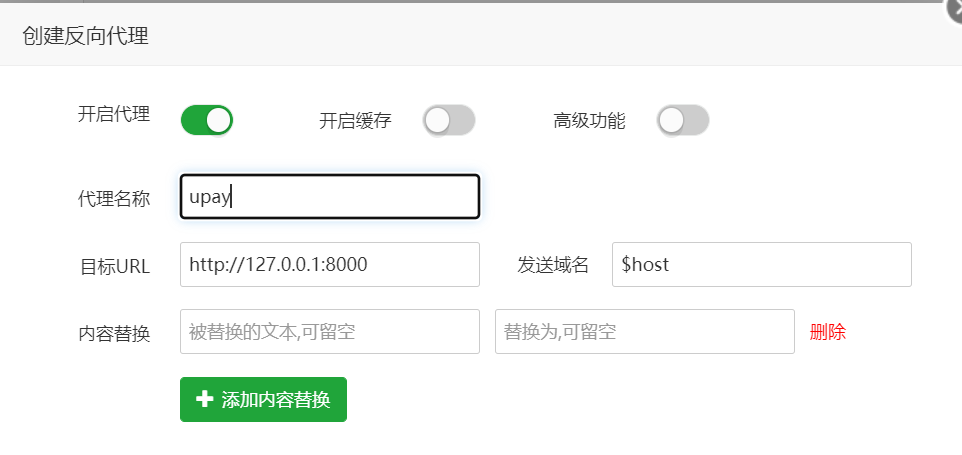 创建反向代理
开启代理 开启缓存 高级功能
代理名称 upay
目标URL http://127.0.0.1:8000 发送域名 $host
内容替换 被替换的文本,可留空 替换为,可留空 删除
添加内容替换